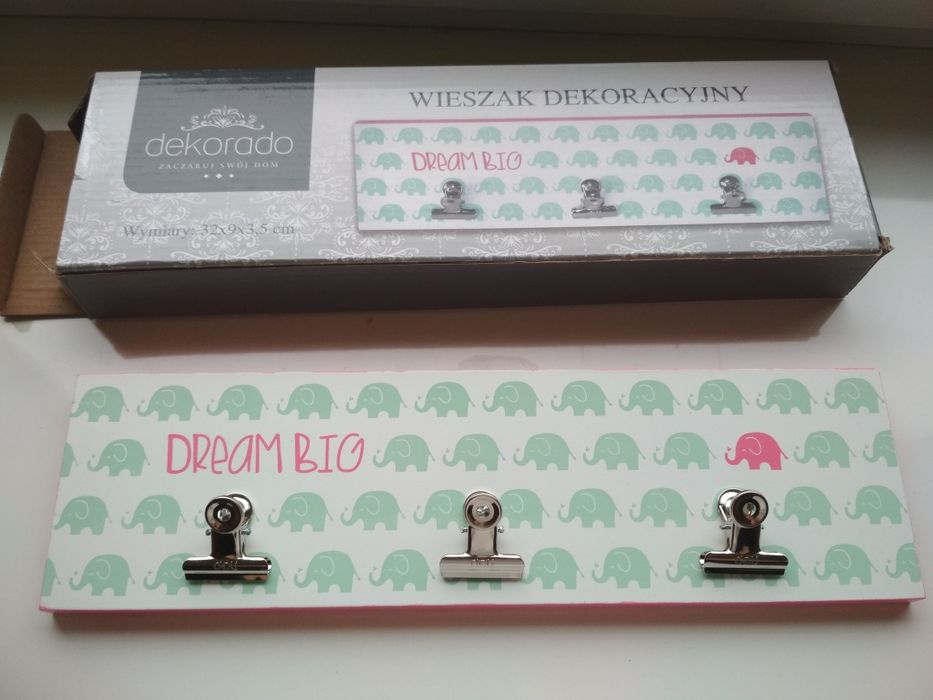 WIESZAK DEKORACYJNY
dekorado
ZACZARUJ SWÓJ DOM
Wymiary: 32x9x3,5 cm
DREAM BIG
DREAM BIG